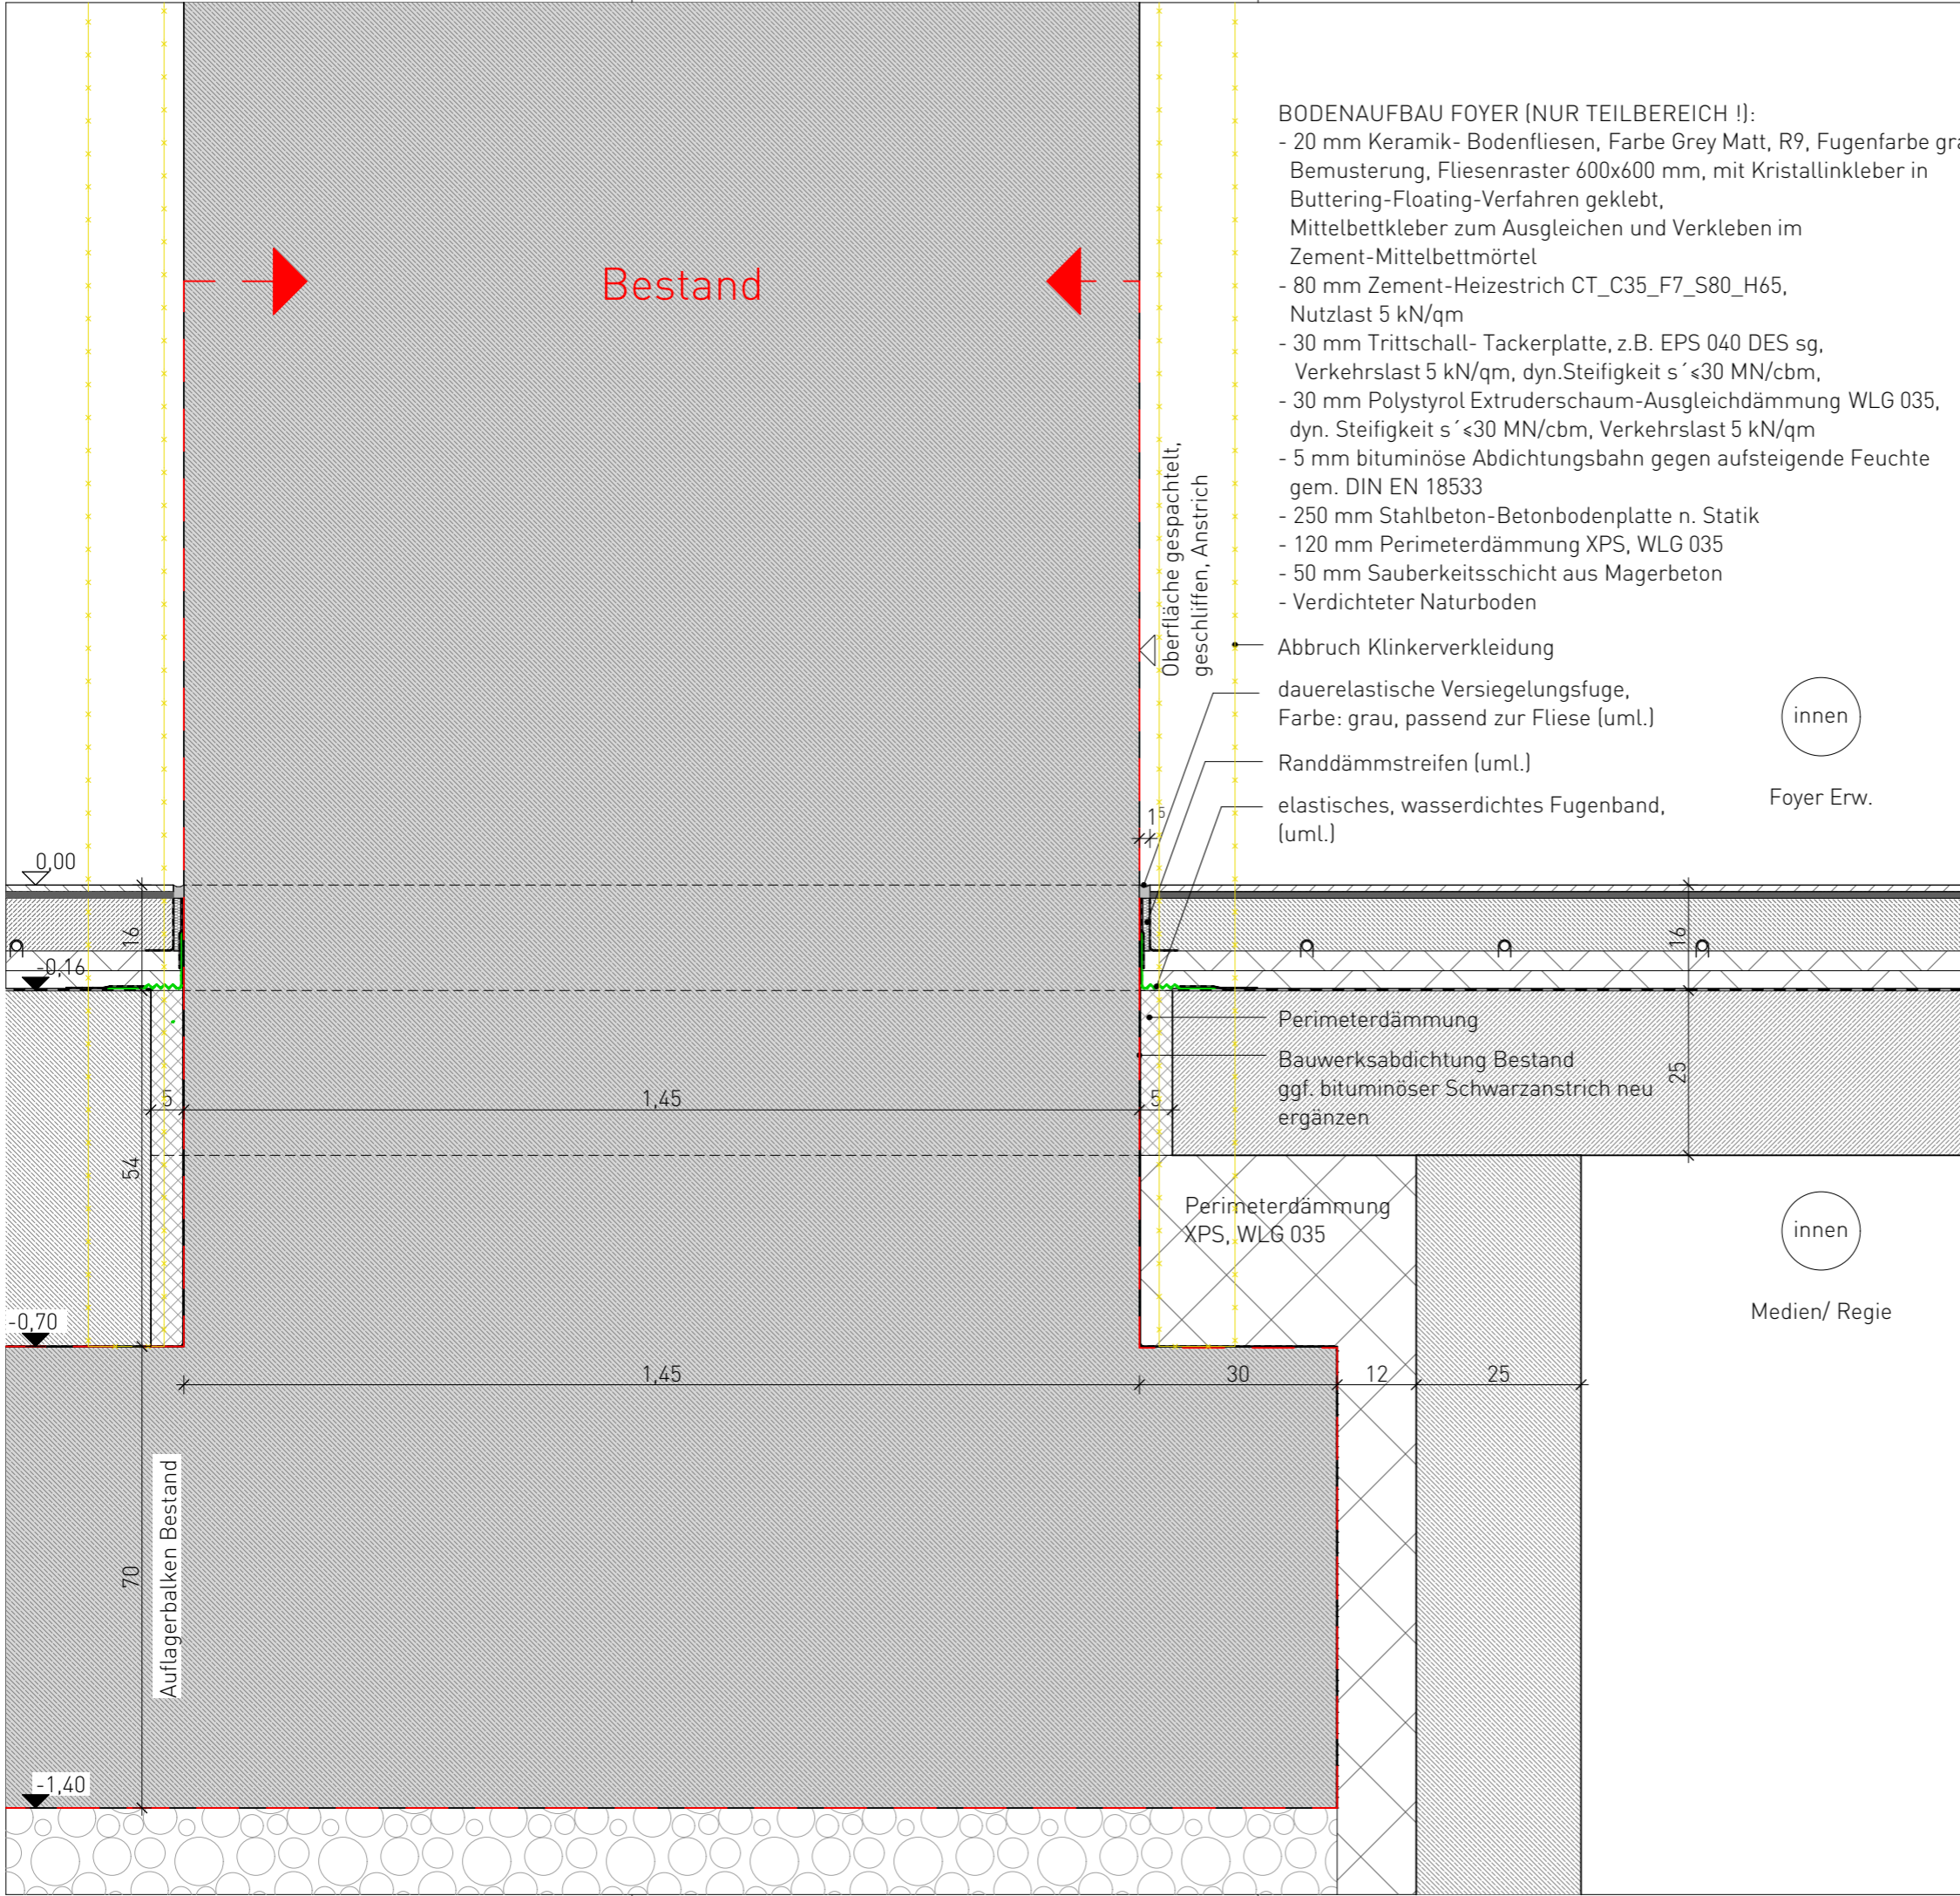 BODENAUFBAU FOYER (NUR TEILBEREICH !):
- 20 mm Keramik- Bodenfliesen, Farbe Grey Matt, R9, Fugenfarbe
Bemusterung, Fliesenraster 600x600 mm, mit Kristallinkleber in
Buttering-Floating-Verfahren geklebt,
Mittelbettkleber zum Ausgleichen und Verkleben im
Zement-Mittelbettmörtel
- 80 mm Zement-Heizestrich CT_C35_F7_S80_H65,
Nutzlast 5 kN/qm
- 30 mm Trittschall- Tackerplatte, z.B. EPS 040 DES sg,
Verkehrslast 5 kN/qm, dyn.Steifigkeit s´≤30 MN/cbm,
- 30 mm Polystyrol Extruderschaum-Ausgleichdämmung WLG 035,
dyn. Steifigkeit s´≤30 MN/cbm, Verkehrslast 5 kN/qm
- 5 mm bituminöse Abdichtungsbahn gegen aufsteigende Feuchte
gem. DIN EN 18533
- 250 mm Stahlbeton-Betonbodenplatte n. Statik
- 120 mm Perimeterdämmung XPS, WLG 035
- 50 mm Sauberkeitsschicht aus Magerbeton
- Verdichteter Naturboden
Bestand
Oberfläche gespachtelt,
geschliffen, Anstrich
Abbruch Klinkerverkleidung
dauerelastische Versiegelungsfuge,
Farbe: grau, passend zur Fliese (uml.)
Randdämmstreifen (uml.)
elastisches, wasserdichtes Fugenband,
(uml.)
innen
Foyer Erw.
1⁵
0,00
16
-0,16
16
Perimeterdämmung
Bauwerksabdichtung Bestand
ggf. bituminöser Schwarzanstrich neu
ergänzen
25
5
1,45
5
54
Perimeterdämmung
XPS, WLG 035
innen
Medien/ Regie
-0,70
1,45
30
12
25
70
Auflagerbalken Bestand
-1,40